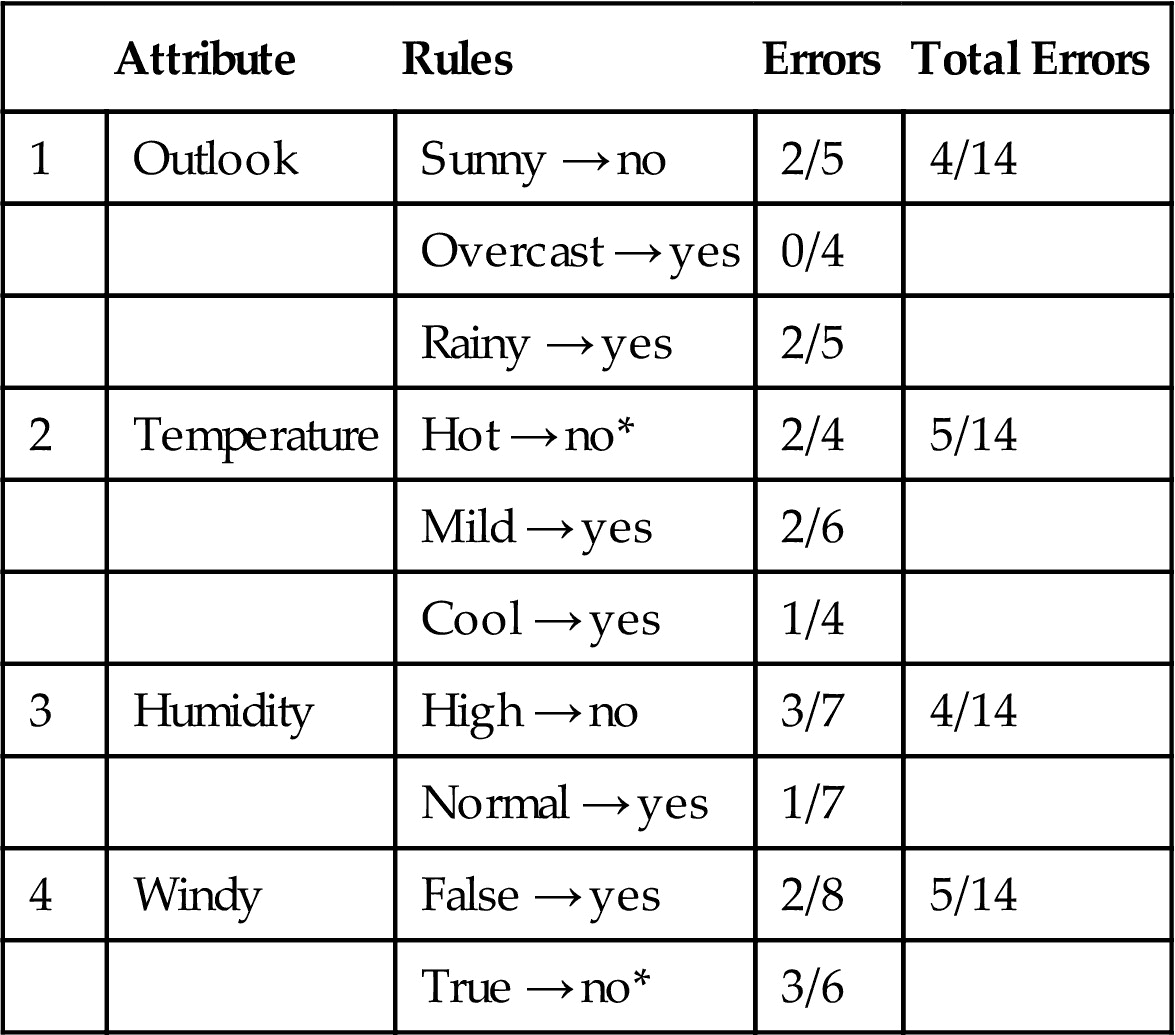 Attribute Rules Errors Total Errors
1 Outlook Sunny → no 2/5 4/14
Overcast → yes 0/4
Rainy → yes 2/5
2 Temperature Hot → no* 2/4 5/14
Mild → yes 2/6
Cool → yes 1/4
3 Humidity High → no 3/7 4/14
Normal → yes 1/7
4 Windy False → yes 2/8 5/14
True → no* 3/6